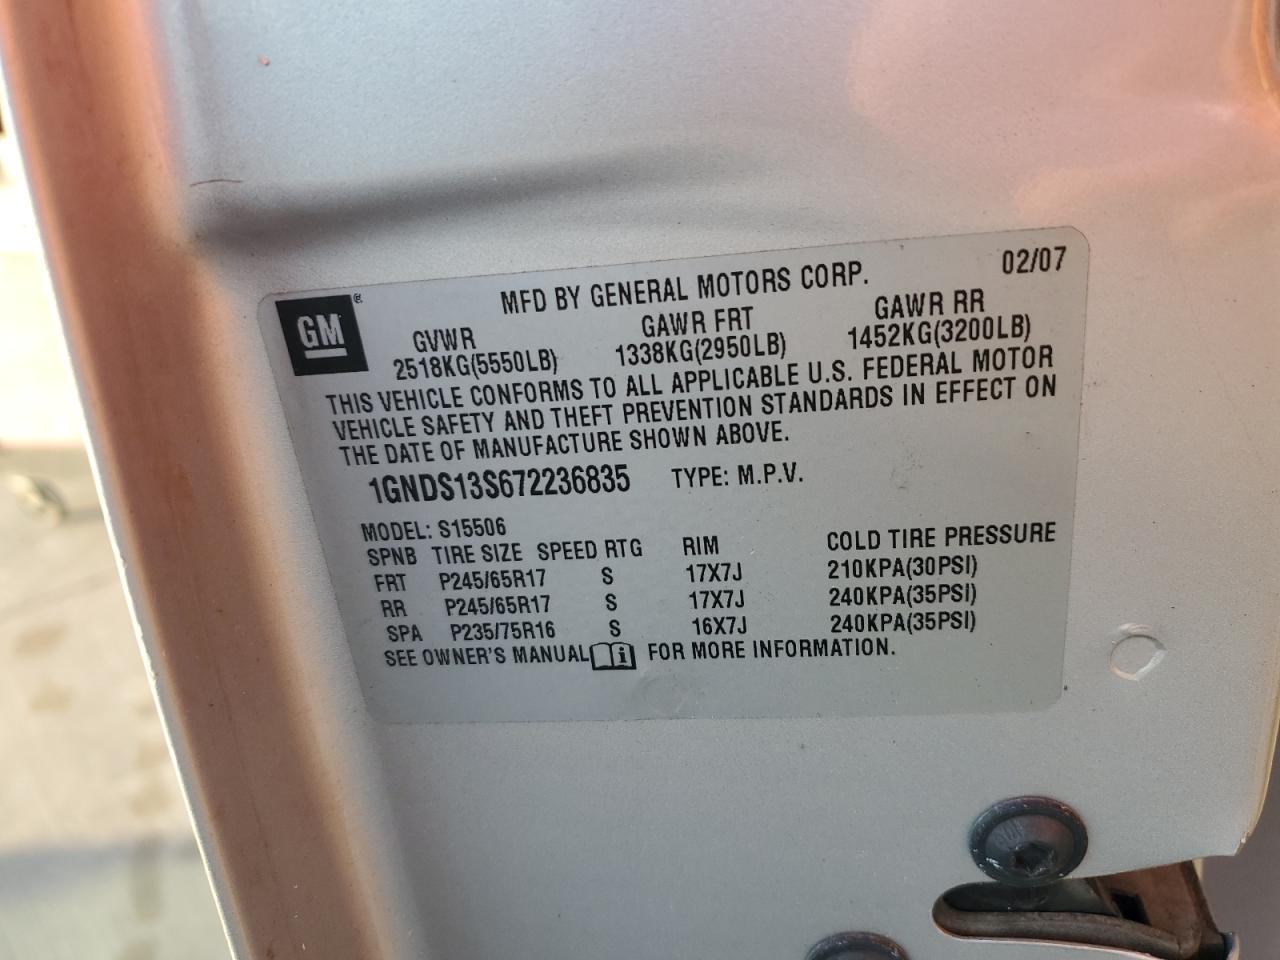 GM®
MFD BY GENERAL MOTORS CORP. 02/07
GVWR GAWR FRT GAWR RR
2518KG(5550LB) 1338KG(2950LB) 1452KG(3200LB)
THIS VEHICLE CONFORMS TO ALL APPLICABLE U.S. FEDERAL MOTOR
VEHICLE SAFETY AND THEFT PREVENTION STANDARDS IN EFFECT ON
THE DATE OF MANUFACTURE SHOWN ABOVE.
1GNDS13S672236835 TYPE: M.P.V.
MODEL: S15506
SPNB TIRE SIZE SPEED RTG RIM COLD TIRE PRESSURE
FRT P245/65R17 S 17X7J 210KPA(30PSI)
RR P245/65R17 S 17X7J 240KPA(35PSI)
SPA P235/75R16 S 16X7J 240KPA(35PSI)
SEE OWNER'S MANUAL i FOR MORE INFORMATION.